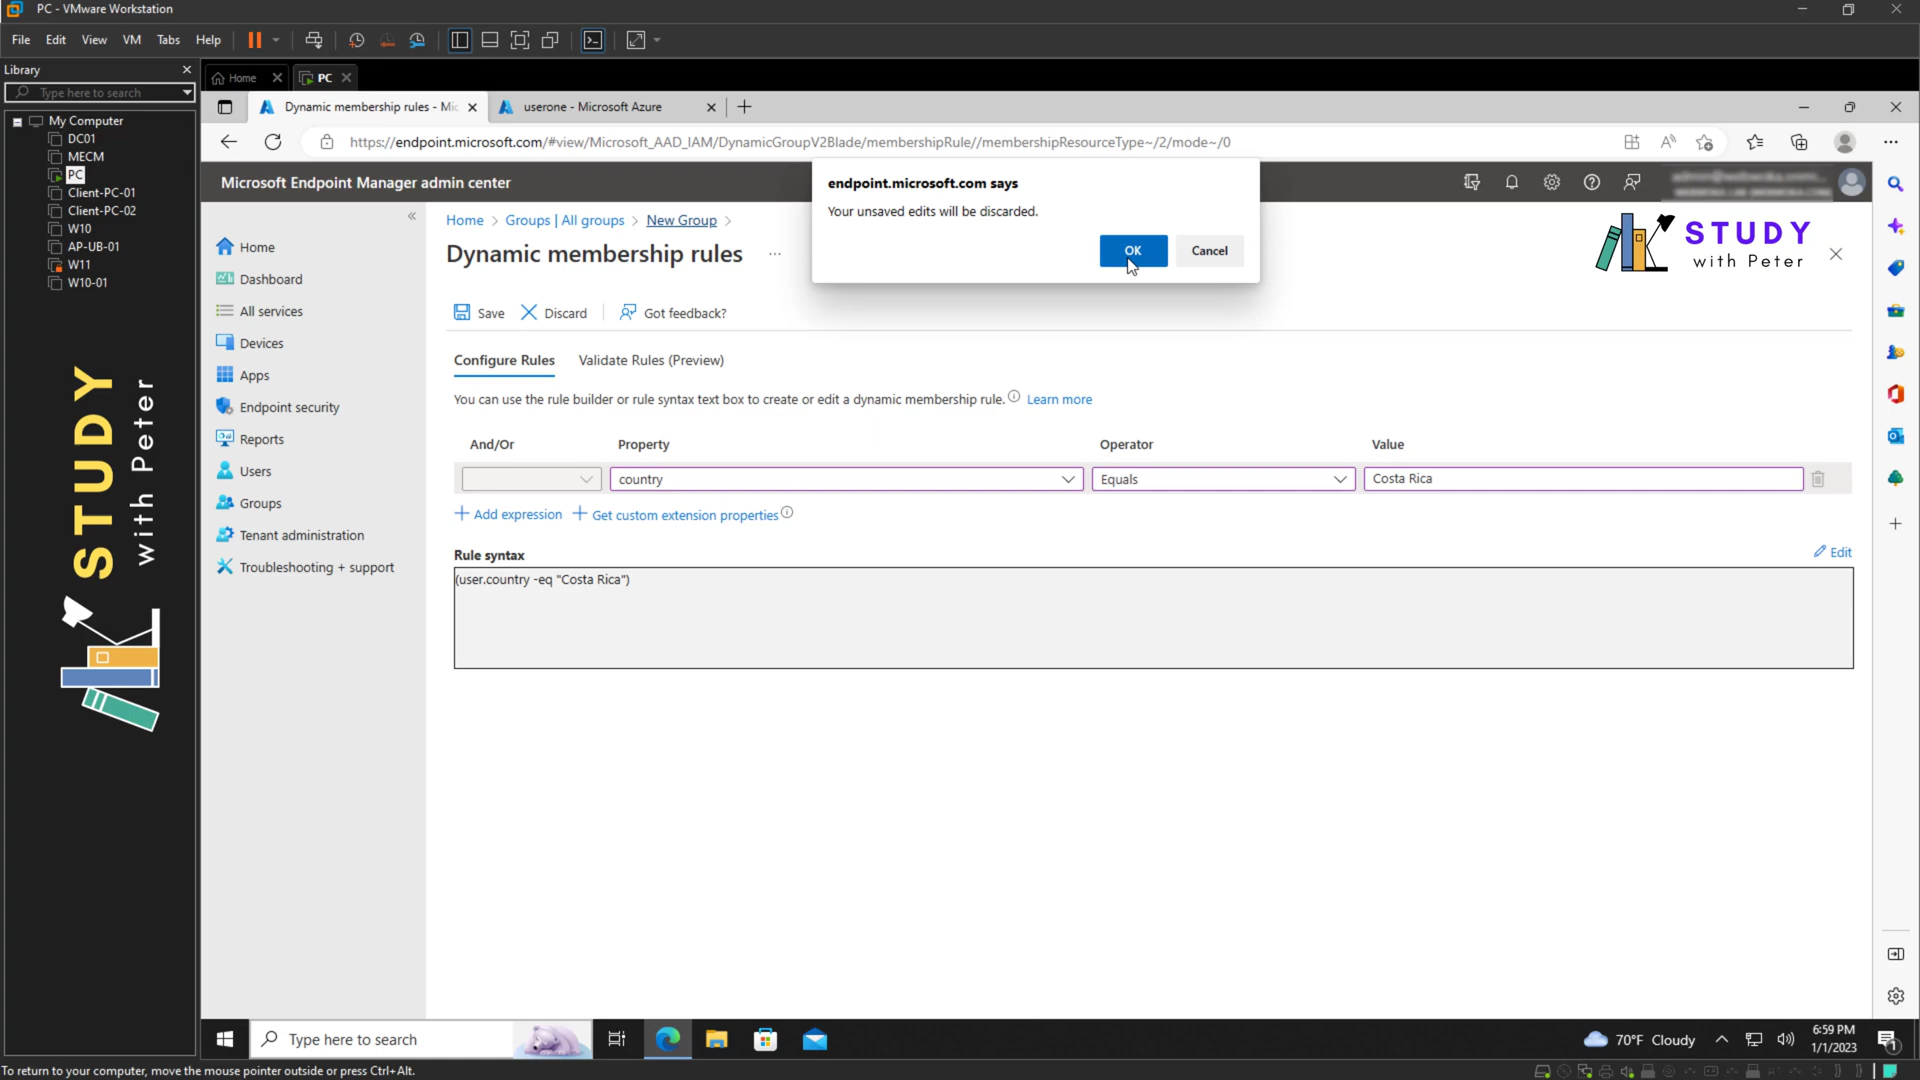 PC - VMware Workstation
File Edit View VM Tabs Help
Library
Type here to search
My Computer
DC01
MECM
PC
Client-PC-01
Client-PC-02
W10
AP-UB-01
W11
W10-01
STUDY
with Peter
Home
PC
Dynamic membership rules - Mic
userone - Microsoft Azure
https://endpoint.microsoft.com/#view/Microsoft_AAD_IAM/DynamicGroupV2Blade/membershipRule//membershipResourceType~/2/mode~/0
Microsoft Endpoint Manager admin center
endpoint.microsoft.com says
Your unsaved edits will be discarded.
OK
Cancel
Home > Groups | All groups > New Group >
Dynamic membership rules ...
STUDY
with Peter
Home
Dashboard
All services
Devices
Apps
Endpoint security
Reports
Users
Groups
Tenant administration
Troubleshooting + support
Save
Discard
Got feedback?
Configure Rules
Validate Rules (Preview)
You can use the rule builder or rule syntax text box to create or edit a dynamic membership rule. Learn more
And/Or Property Operator Value
country Equals Costa Rica
+ Add expression + Get custom extension properties
Rule syntax
Edit
(user.country -eq "Costa Rica")
Type here to search
70°F Cloudy
6:59 PM
1/1/2023
1
To return to your computer, move the mouse pointer outside or press Ctrl+Alt.